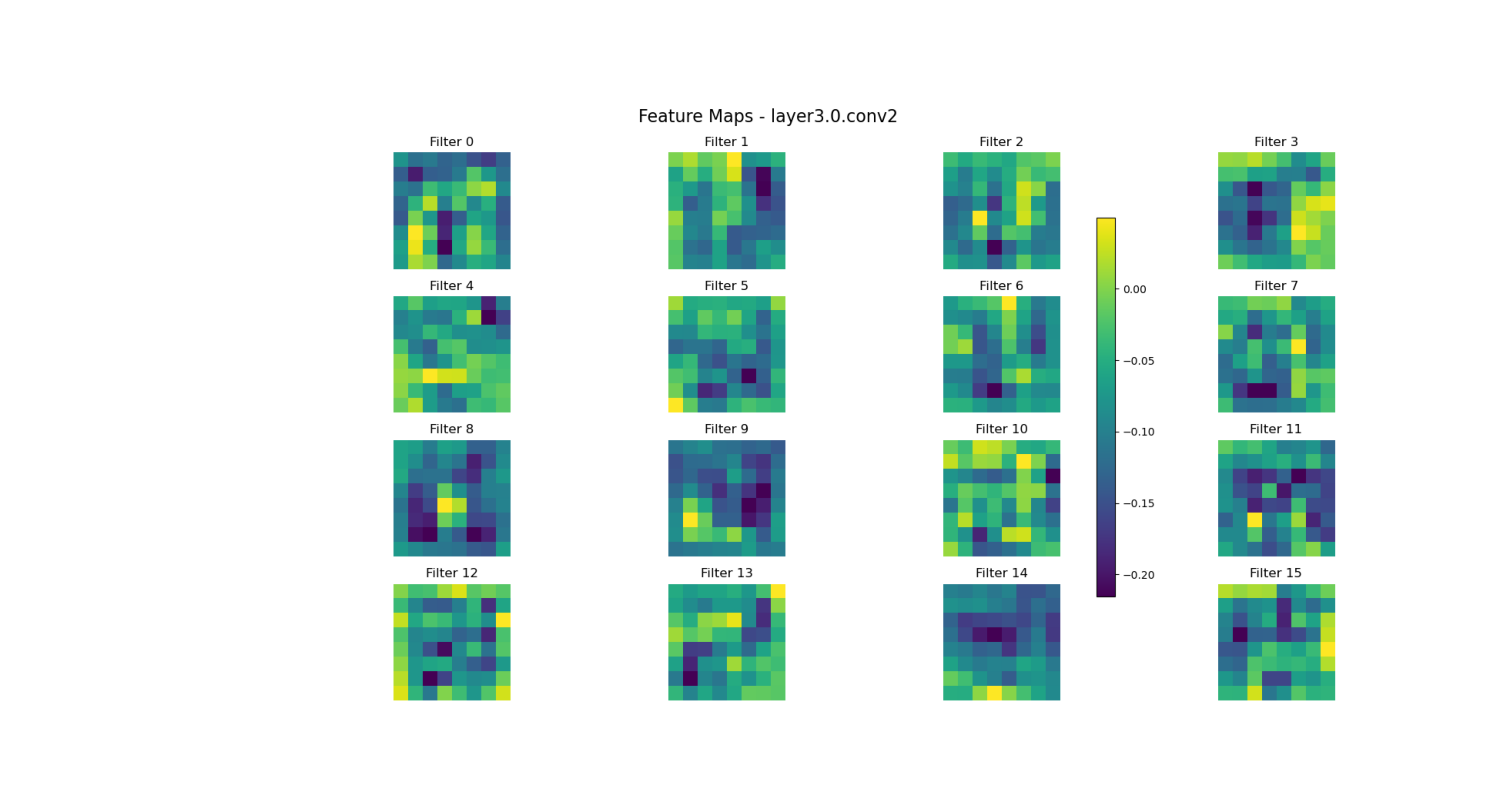 Feature Maps - layer3.0.conv2
Filter 0
Filter 1
Filter 2
Filter 3
Filter 4
Filter 5
Filter 6
Filter 7
Filter 8
Filter 9
Filter 10
Filter 11
Filter 12
Filter 13
Filter 14
Filter 15
0.00
−0.05
−0.10
−0.15
−0.20